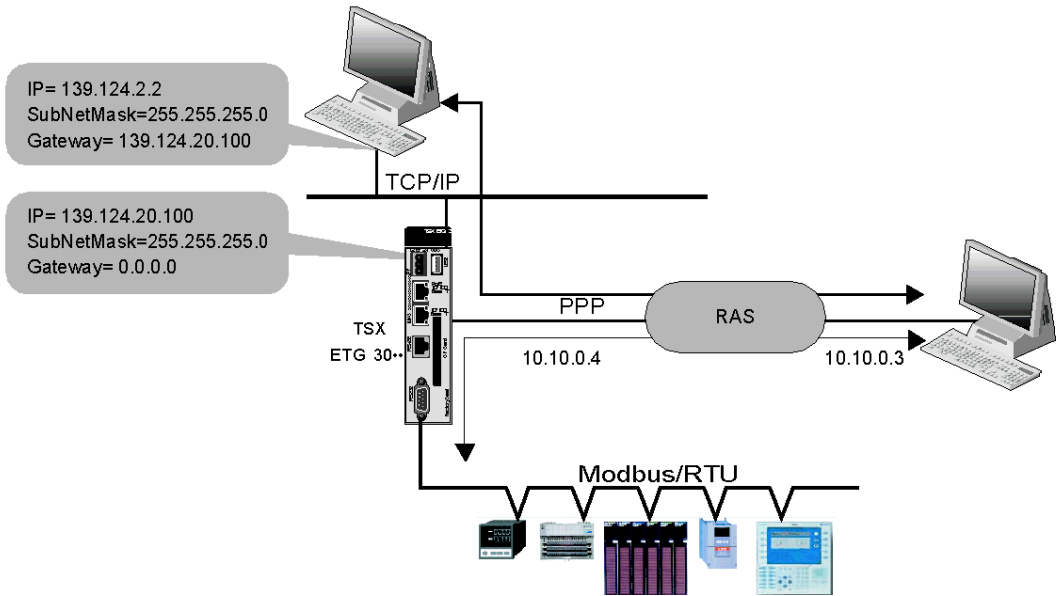 IP= 139.124.2.2
SubNetMask=255.255.255.0
Gateway= 139.124.20.100
TCP/IP
IP= 139.124.20.100
SubNetMask=255.255.255.0
Gateway= 0.0.0.0
PPP
RAS
TSX
ETG 30••
10.10.0.4
10.10.0.3
Modbus/RTU